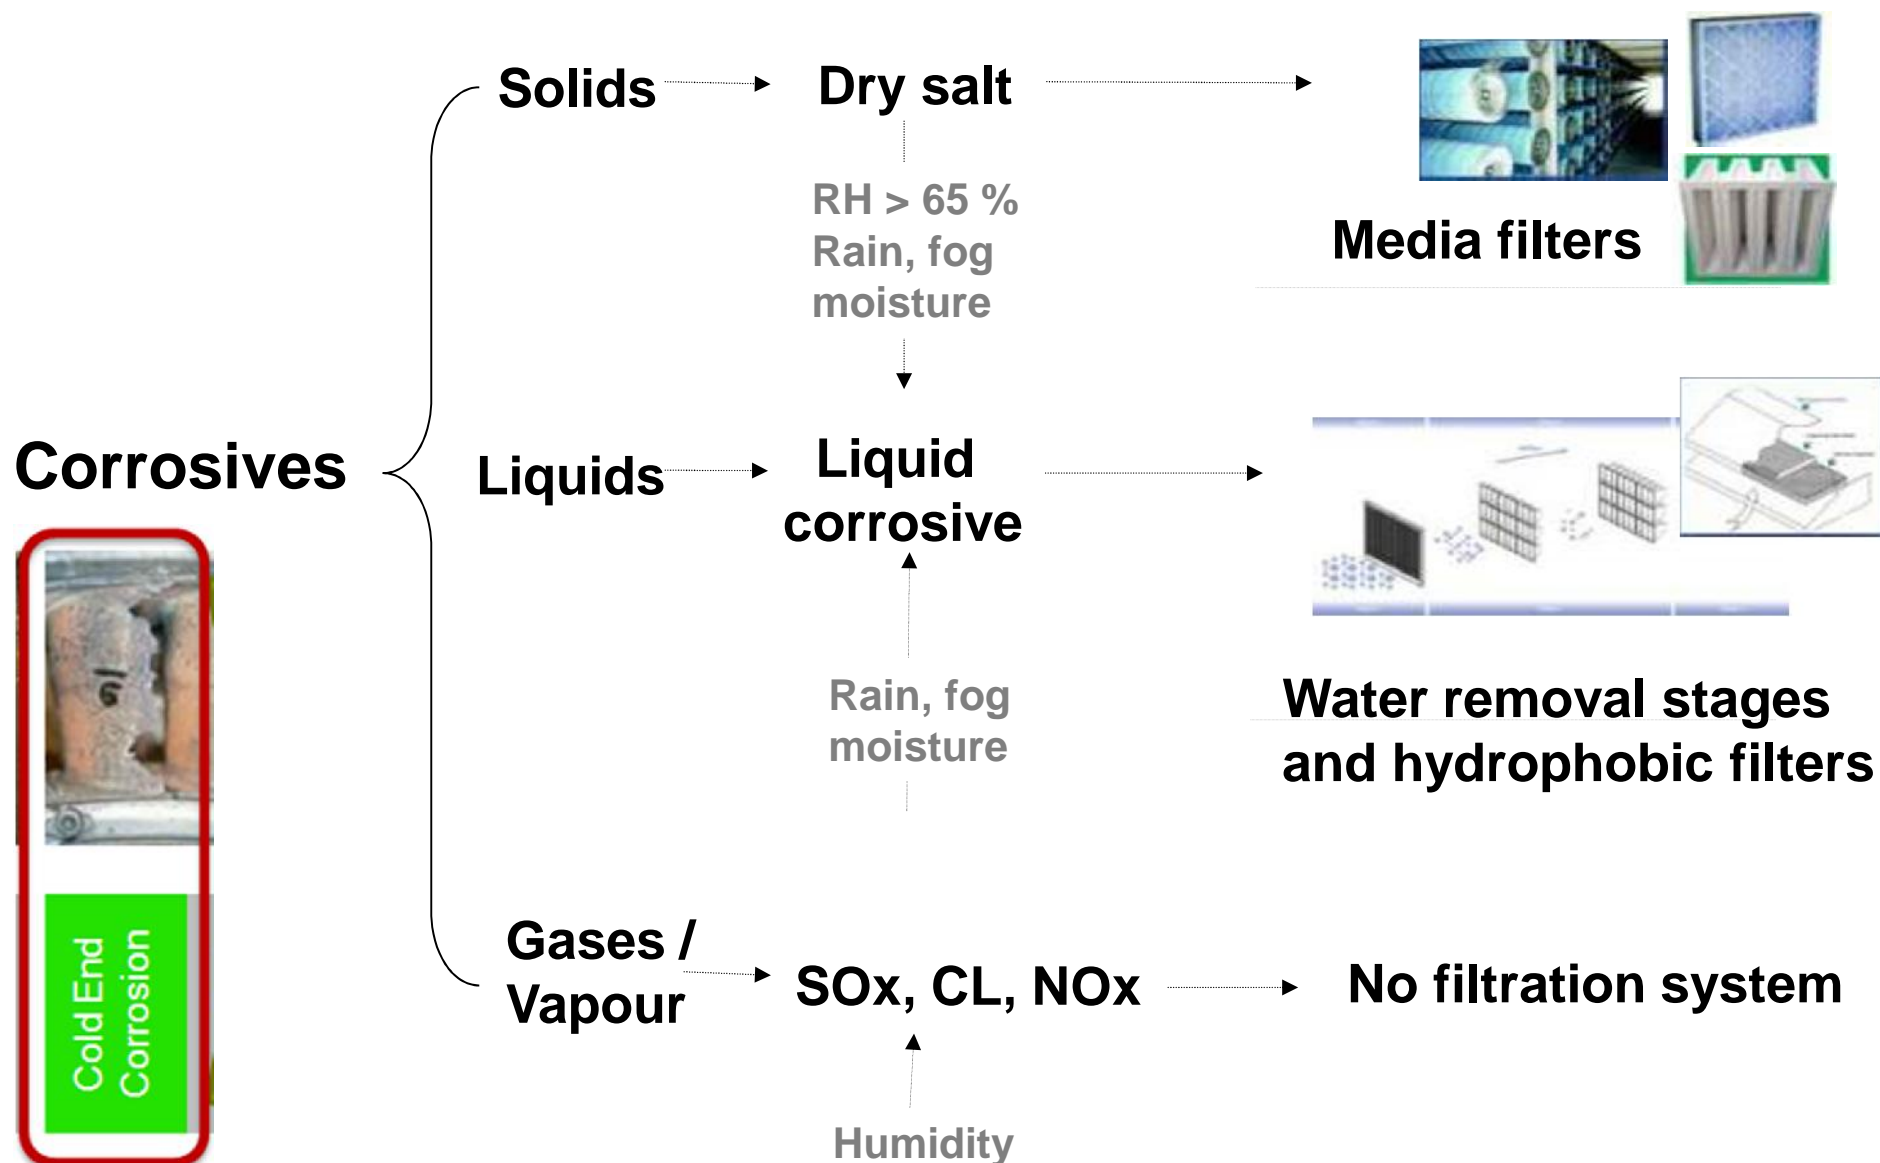 Solids
Dry salt
RH > 65 %
Rain, fog
moisture
Media filters
Corrosives
Liquids
Liquid
corrosive
Rain, fog
moisture
Water removal stages
and hydrophobic filters
Cold End
Corrosion
Gases /
Vapour
SOx, CL, NOx
No filtration system
Humidity